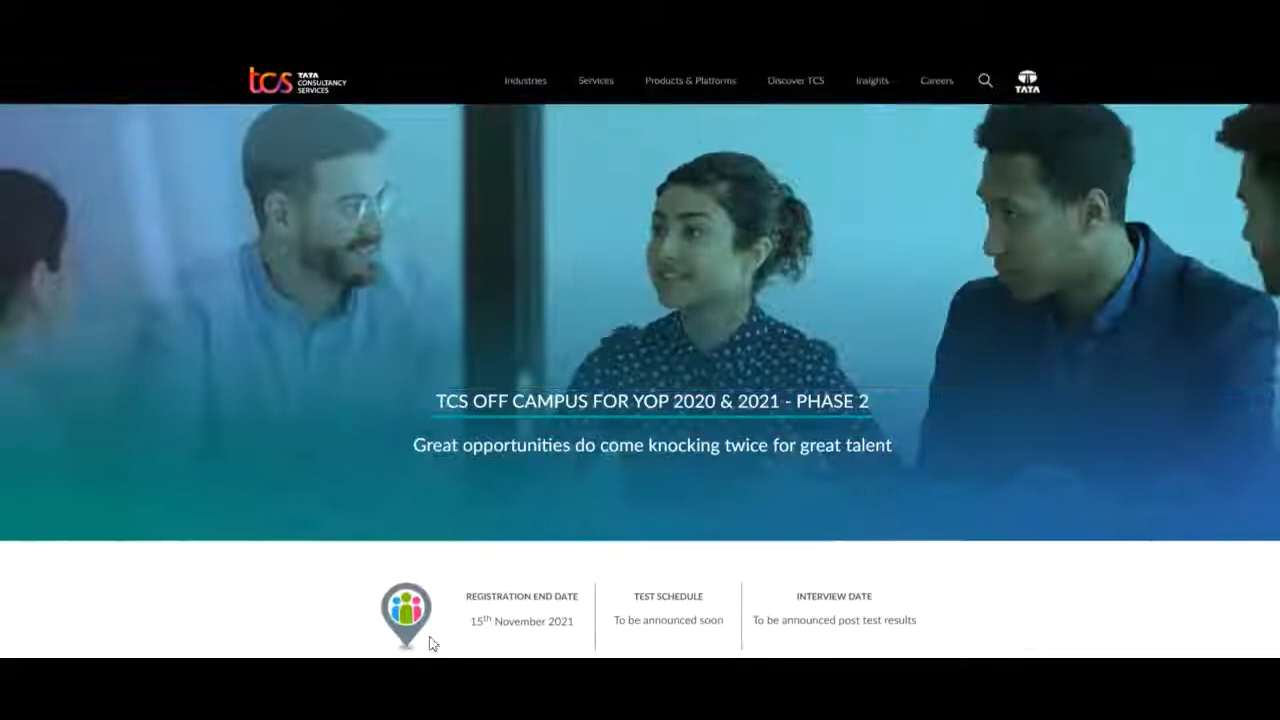 tcs TATA CONSULTANCY SERVICES
Industries Services Products & Platforms Discover TCS Insights Careers TATA
TCS OFF CAMPUS FOR YOP 2020 & 2021 - PHASE 2
Great opportunities do come knocking twice for great talent
REGISTRATION END DATE
15th November 2021
TEST SCHEDULE
To be announced soon
INTERVIEW DATE
To be announced post test results